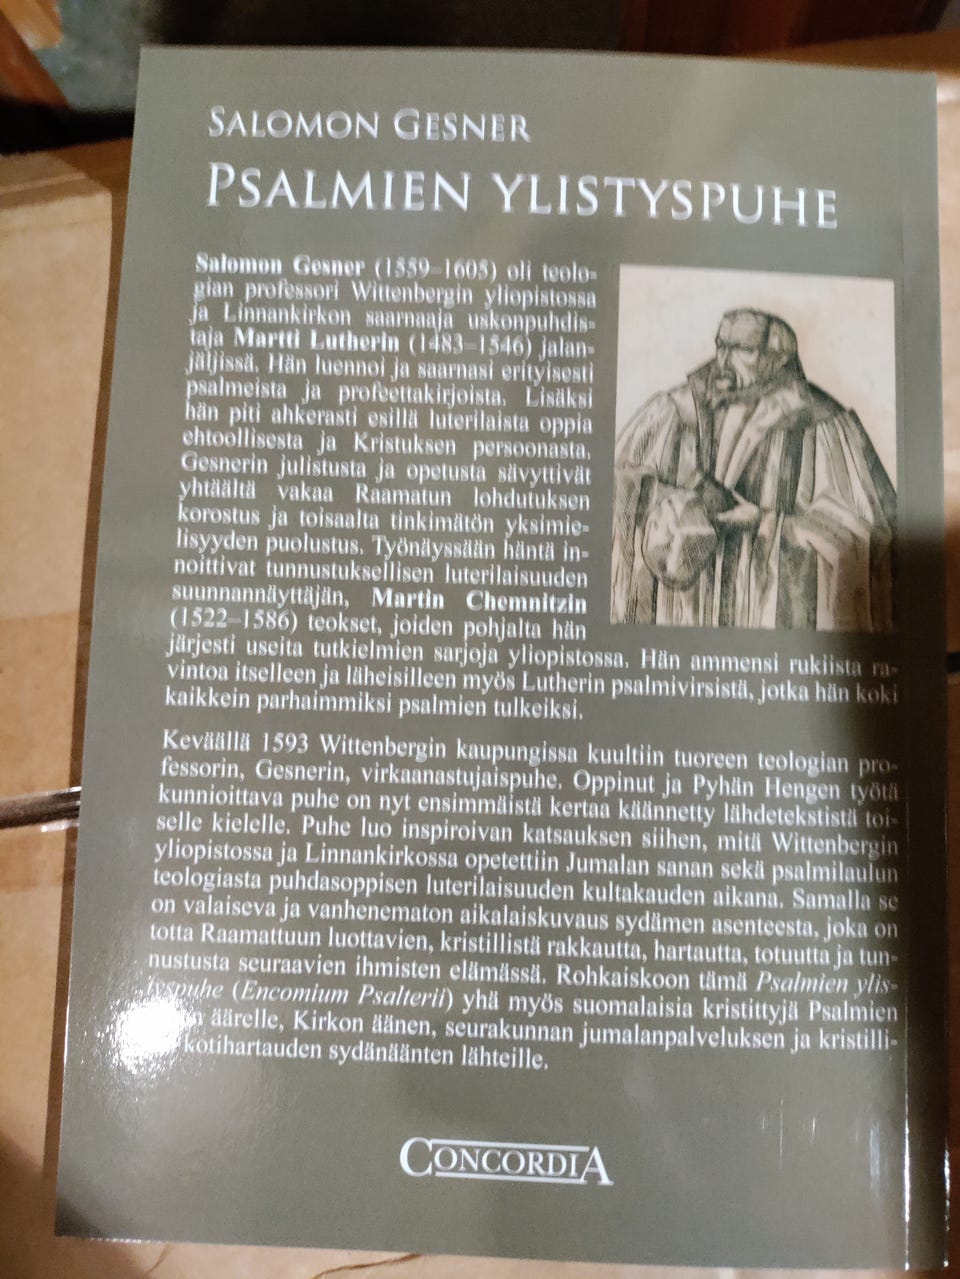 SALOMON GESNER
PSALMIEN YLISTYSPUHE
Salomon Gesner (1559–1605) oli teolo-
gian professori Wittenbergin yliopistossa
ja Linnankirkon saarnaaja uskonpuhdis-
taja Martti Lutherin (1483–1546) jalan-
jäljissä. Hän luennoi ja saarnasi erityisesti
psalmeista ja profeettakirjoista. Lisäksi
hän piti ahkerasti esillä luterilaista oppia
ehtoollisesta ja Kristuksen persoonasta.
Gesnerin julistusta ja opetusta sävyttivät
yhtäältä vakaa Raamatun lohdutuksen
korostus ja toisaalta tinkimätön yksimie-
lisyyden puolustus. Työnäyssään häntä in-
noittivat tunnustuksellisen luterilaisuuden
suunnannäyttäjän, Martin Chemnitzin
(1522–1586) teokset, joiden pohjalta hän
järjesti useita tutkielmien sarjoja yliopistossa. Hän ammensi rukiista ra-
vintoa itselleen ja läheisilleen myös Lutherin psalmivirsistä, jotka hän koki
kaikkein parhaimmiksi psalmien tulkeiksi.
Keväällä 1593 Wittenbergin kaupungissa kuultiin tuoreen teologian pro-
fessorin, Gesnerin, virkaanastujaispuhe. Oppinut ja Pyhän Hengen työtä
kunnioittava puhe on nyt ensimmäistä kertaa käännetty lähdetekstistä toi-
selle kielelle. Puhe luo inspiroivan katsauksen siihen, mitä Wittenbergin
yliopistossa ja Linnankirkossa opetettiin Jumalan sanan sekä psalmilaulun
teologiasta puhdasoppisen luterilaisuuden kultakauden aikana. Samalla se
on valaiseva ja vanhenematon aikalaiskuvaus sydämen asenteesta, joka on
totta Raamattuun luottavien, kristillistä rakkautta, hartautta, totuutta ja tun-
nustusta seuraavien ihmisten elämässä. Rohkaiskoon tämä Psalmien ylis-
tyspuhe (Encomium Psalterii) yhä myös suomalaisia kristittyjä Psalmien
äärelle, Kirkon äänen, seurakunnan jumalanpalveluksen ja kristilli-
kotihartauden sydänäänten lähteille.
CONCORDIA